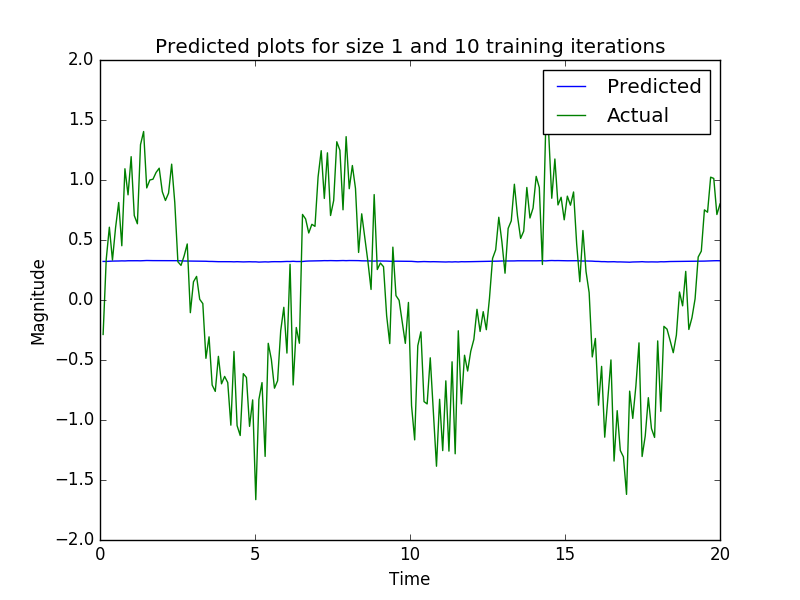 Predicted plots for size 1 and 10 training iterations
2.0
1.5
1.0
0.5
0.0
−0.5
−1.0
−1.5
−2.0
Magnitude
Predicted
Actual
0 5 10 15 20
Time